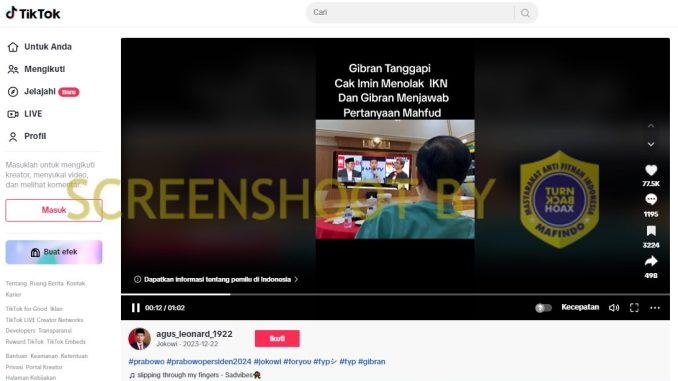 TikTok
Cari
Untuk Anda
Mengikuti
Jelajahi Baru
LIVE
Profil
Masuklah untuk mengikuti
kreator, menyukai video,
dan melihat komentar.
Masuk
Buat efek
Tentang Ruang Berita Kontak
Karier
TikTok for Good Iklan
TikTok LIVE Creator Networks
Developers Transparansi
Reward TikTok TikTok Embeds
Bantuan Keamanan Ketentuan
Privasi Portal Kreator
Halaman Kebijakan
Gibran Tanggapi
Cak Imin Menolak IKN
Dan Gibran Menjawab
Pertanyaan Mahfud
SCREENSHOOT BY
MASYARAKAT ANTI FITNAH INDONESIA
TURN
BACK
HOAX
MAFINDO
77.5K
1195
3224
498
Dapatkan informasi tentang pemilu di Indonesia
00:12 / 01:02
Kecepatan
agus_leonard_1922
Jokowi · 2023-12-22
Ikuti
#prabowo #prabowopersiden2024 #jokowi #foryou #fypシ #fyp #gibran
slipping through my fingers - Sadvibes🥀